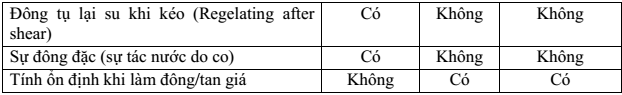 Đông tụ lại su khi kéo (Regelating after Có Không Không
shear)
Sự đông đặc (sự tác nước do co) Có Không Không
Tính ổn định khi làm đông/tan giá Không Có Có